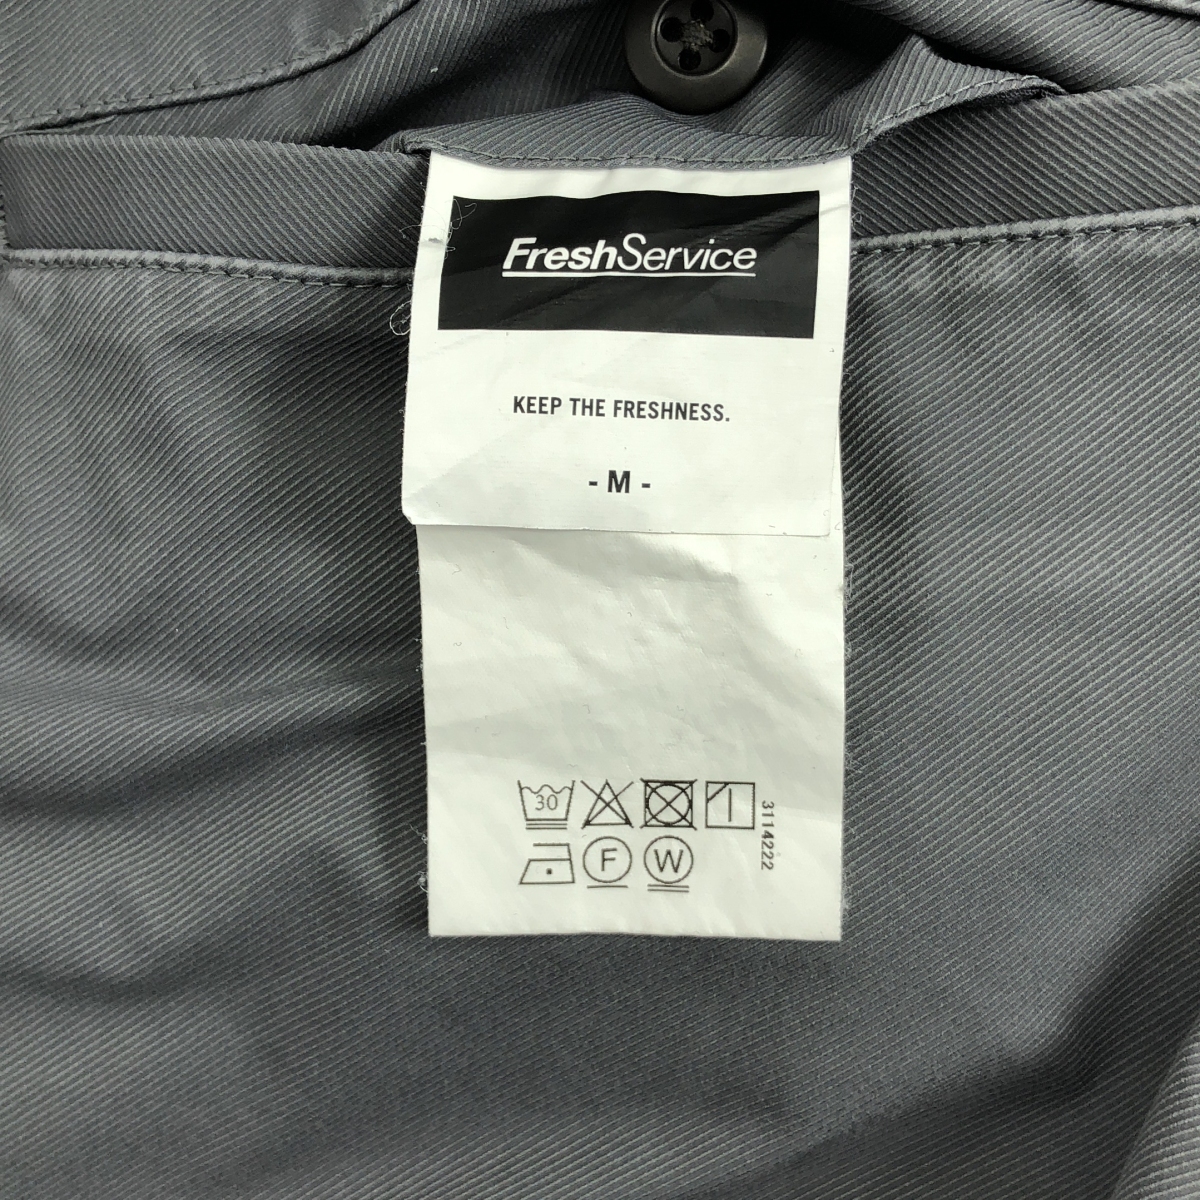 FreshService
KEEP THE FRESHNESS.
- M -
30
F W
3114222